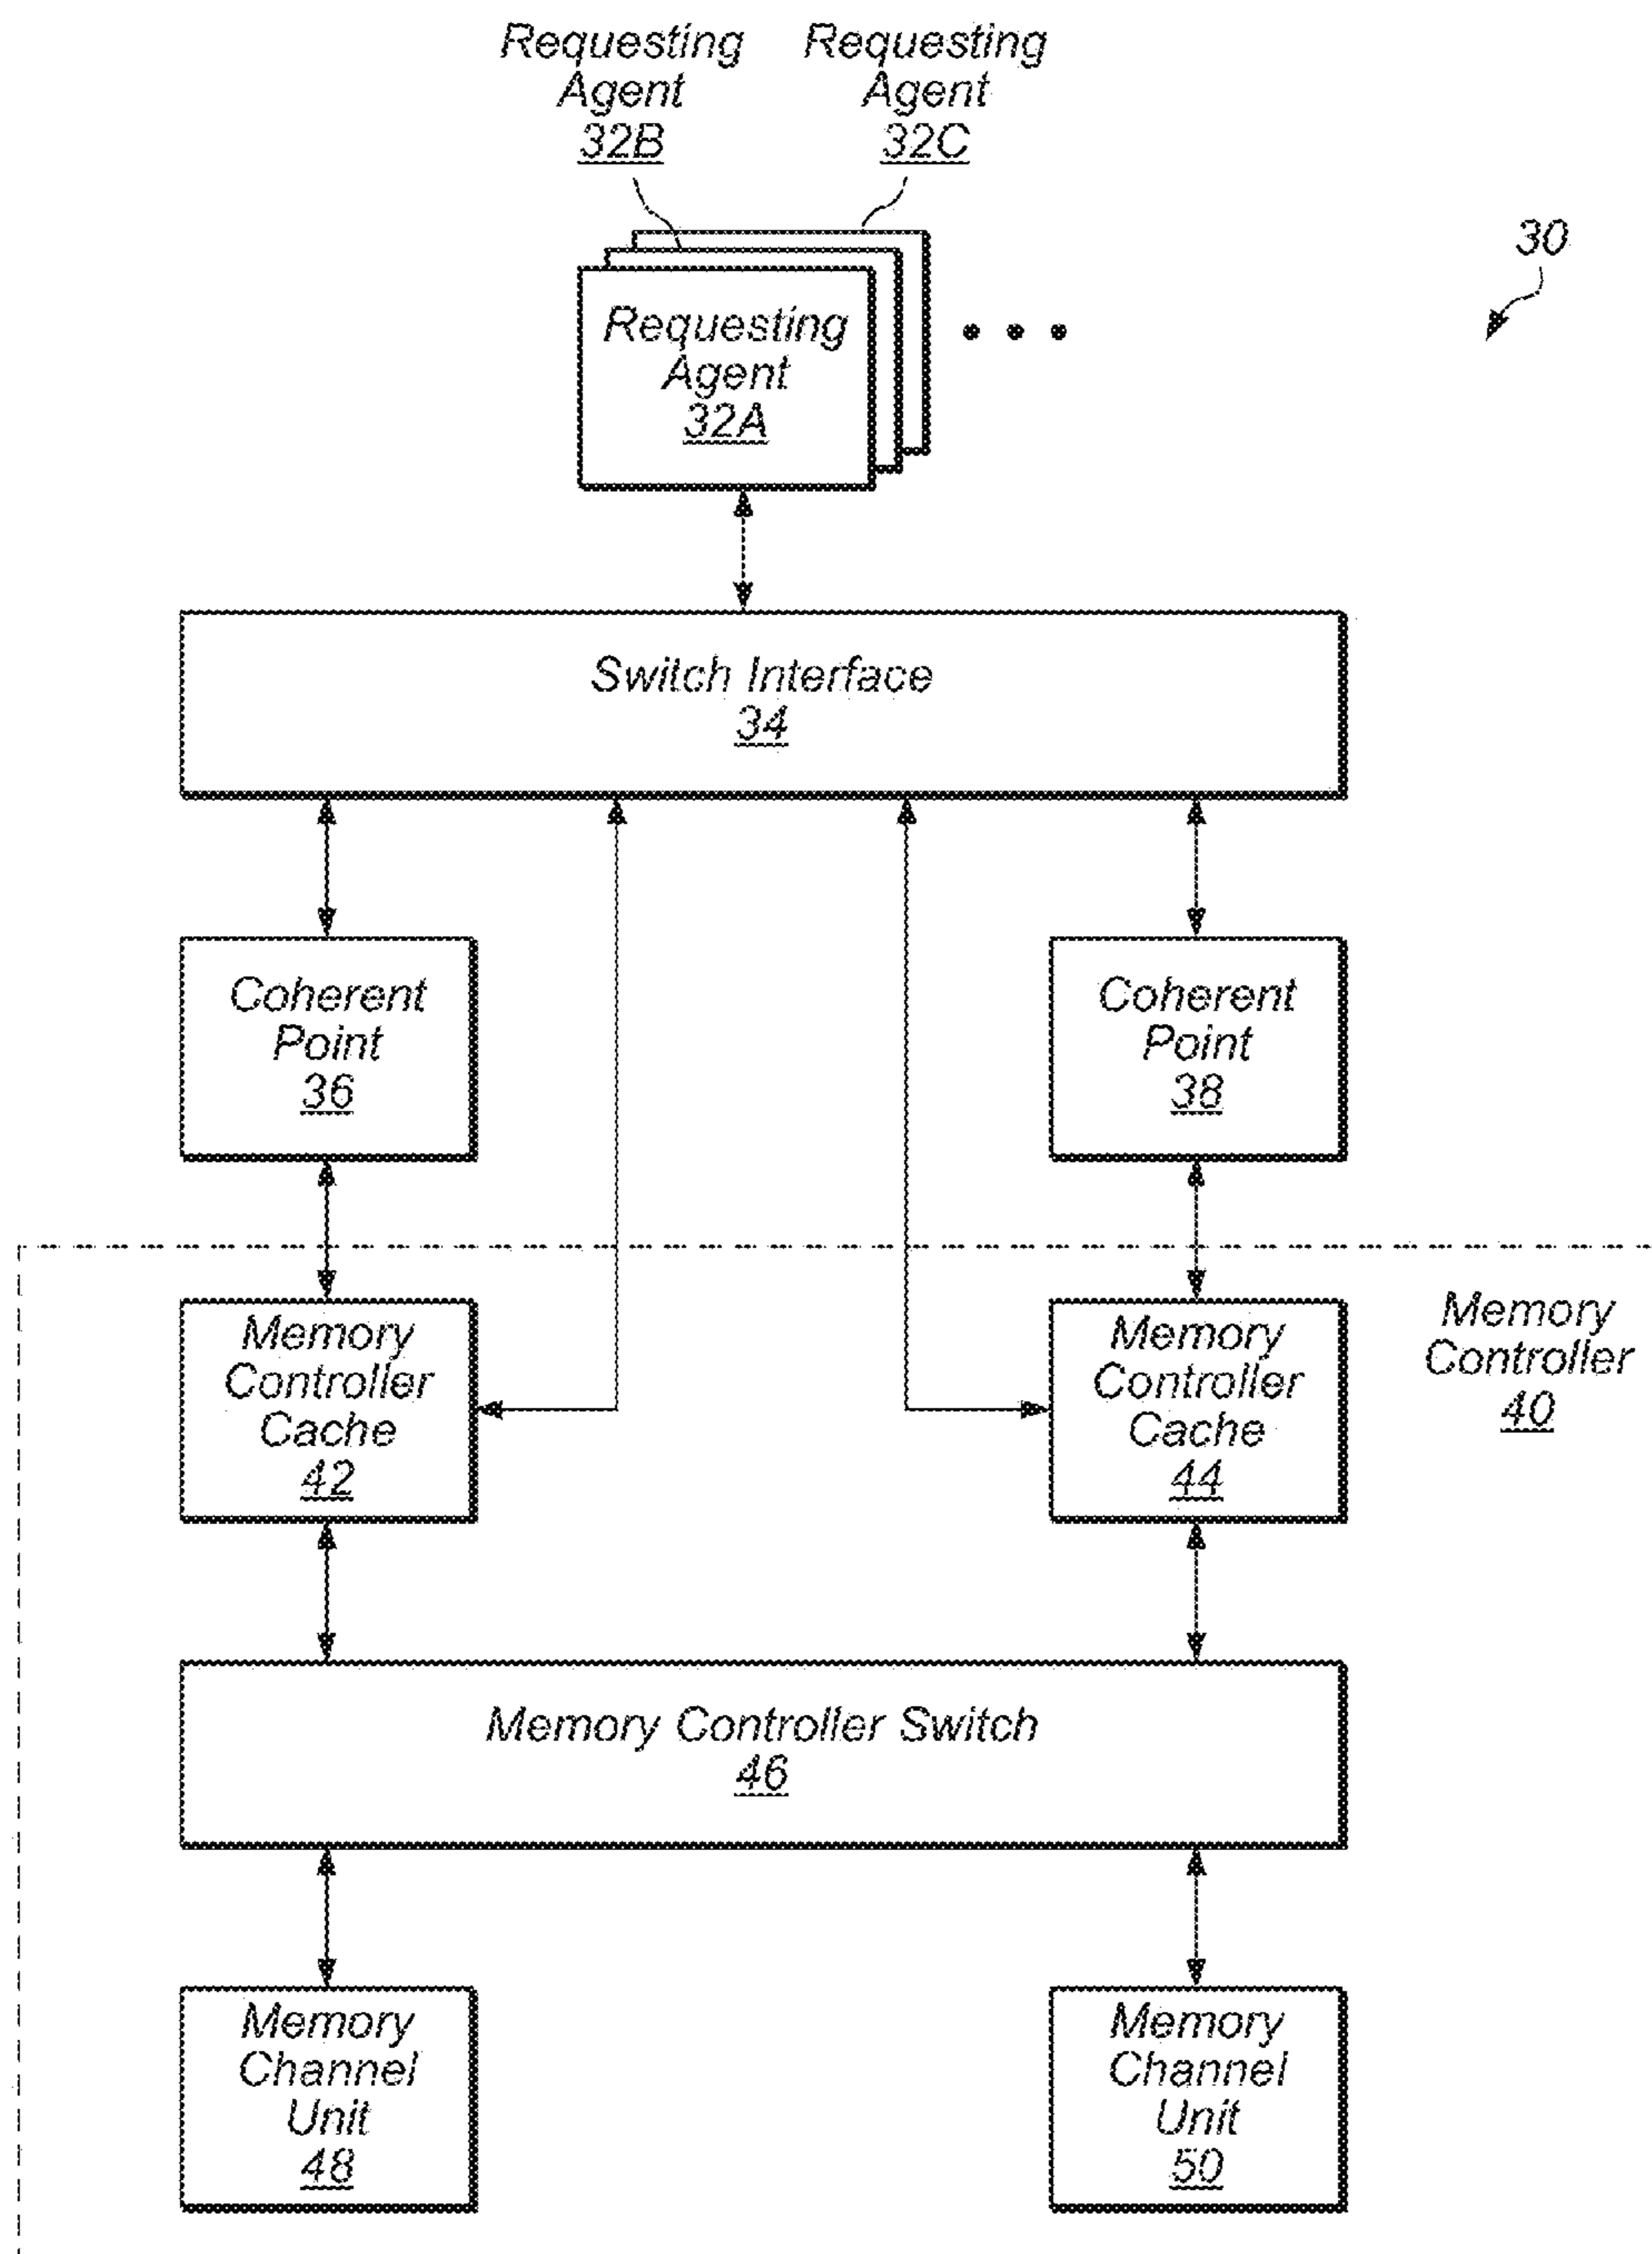 Requesting
Agent
32B
Requesting
Agent
32C
30
Requesting
Agent
32A
Switch Interface
34
Coherent
Point
36
Coherent
Point
38
Memory
Controller
Cache
42
Memory
Controller
Cache
44
Memory
Controller
40
Memory Controller Switch
46
Memory
Channel
Unit
48
Memory
Channel
Unit
50